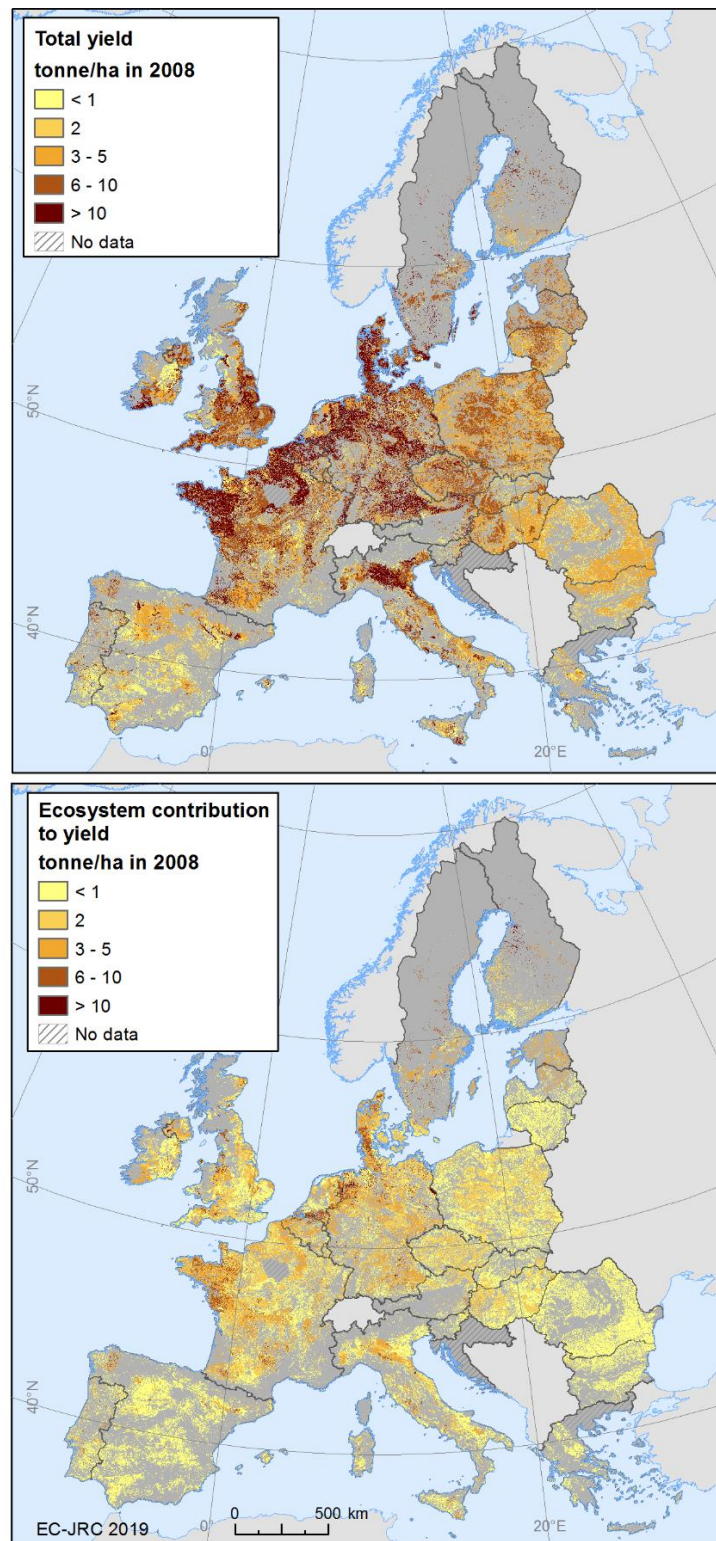 Total yield
tonne/ha in 2008
< 1
2
3 - 5
6 - 10
> 10
No data
50°N
40°N
0°
20°E
Ecosystem contribution
to yield
tonne/ha in 2008
< 1
2
3 - 5
6 - 10
> 10
No data
50°N
40°N
EC-JRC 2019
0°
0 500 km
20°E